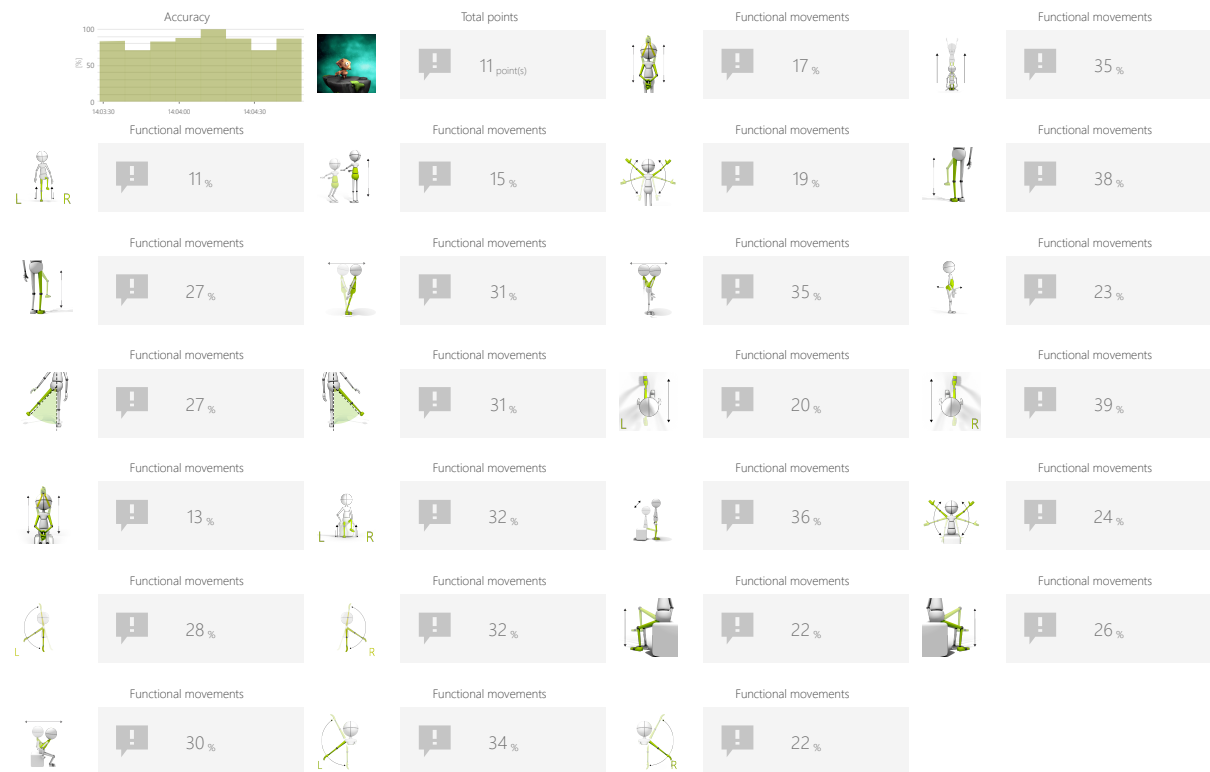 Accuracy
Total points
Functional movements
Functional movements
100
[%]
50
0
14:03:30
14:04:00
14:04:30
11 point(s)
17 %
35 %
Functional movements
Functional movements
Functional movements
Functional movements
L
R
11 %
15 %
19 %
38 %
Functional movements
Functional movements
Functional movements
Functional movements
27 %
31 %
35 %
23 %
Functional movements
Functional movements
Functional movements
Functional movements
27 %
31 %
L
20 %
R
39 %
Functional movements
Functional movements
Functional movements
Functional movements
13 %
L
R
32 %
36 %
24 %
Functional movements
Functional movements
Functional movements
Functional movements
L
28 %
R
32 %
22 %
26 %
Functional movements
Functional movements
Functional movements
30 %
L
34 %
R
22 %